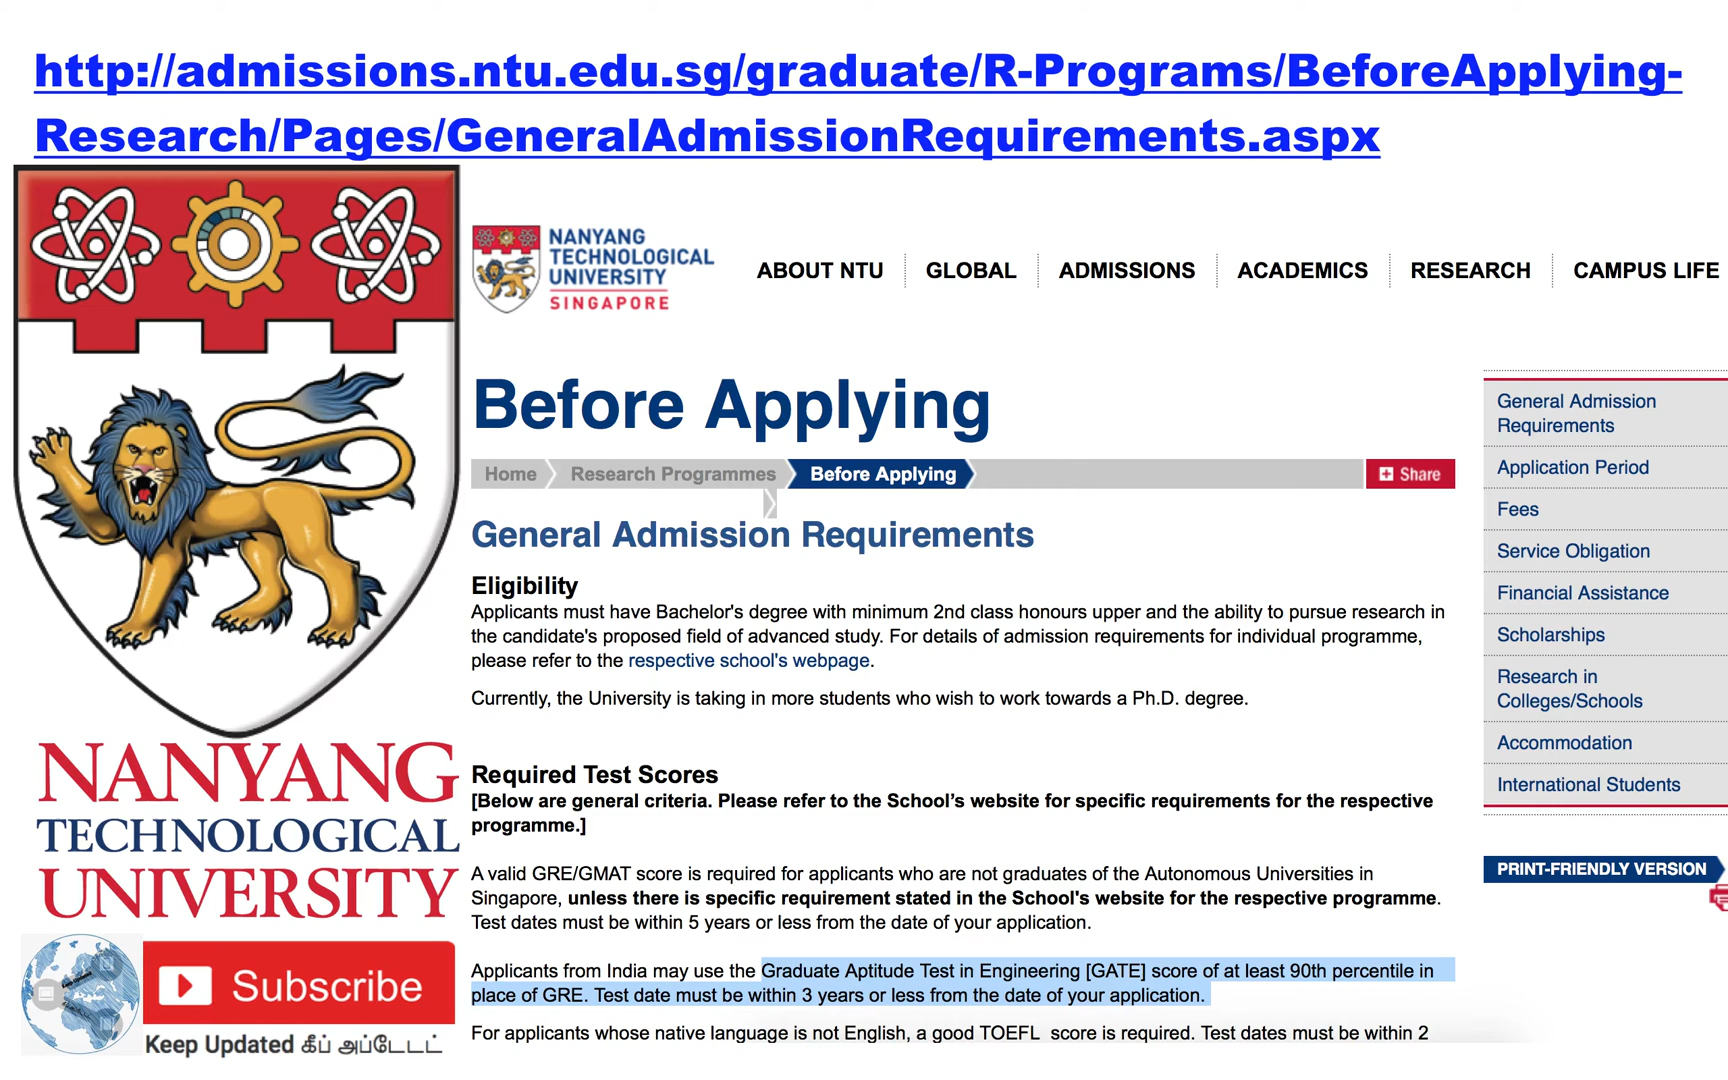 http://admissions.ntu.edu.sg/graduate/R-Programs/BeforeApplying-
Research/Pages/GeneralAdmissionRequirements.aspx
NANYANG
TECHNOLOGICAL
UNIVERSITY
SINGAPORE
ABOUT NTU
GLOBAL
ADMISSIONS
ACADEMICS
RESEARCH
CAMPUS LIFE
Before Applying
Home
Research Programmes
Before Applying
Share
General Admission Requirements
Eligibility
Applicants must have Bachelor's degree with minimum 2nd class honours upper and the ability to pursue research in
the candidate's proposed field of advanced study. For details of admission requirements for individual programme,
please refer to the respective school's webpage.
Currently, the University is taking in more students who wish to work towards a Ph.D. degree.
Required Test Scores
[Below are general criteria. Please refer to the School's website for specific requirements for the respective
programme.]
A valid GRE/GMAT score is required for applicants who are not graduates of the Autonomous Universities in
Singapore, unless there is specific requirement stated in the School's website for the respective programme.
Test dates must be within 5 years or less from the date of your application.
Applicants from India may use the Graduate Aptitude Test in Engineering [GATE] score of at least 90th percentile in
place of GRE. Test date must be within 3 years or less from the date of your application.
For applicants whose native language is not English, a good TOEFL score is required. Test dates must be within 2
General Admission
Requirements
Application Period
Fees
Service Obligation
Financial Assistance
Scholarships
Research in
Colleges/Schools
Accommodation
International Students
PRINT-FRIENDLY VERSION
NANYANG
TECHNOLOGICAL
UNIVERSITY
Subscribe
Keep Updated கீப் அப்டேடட்